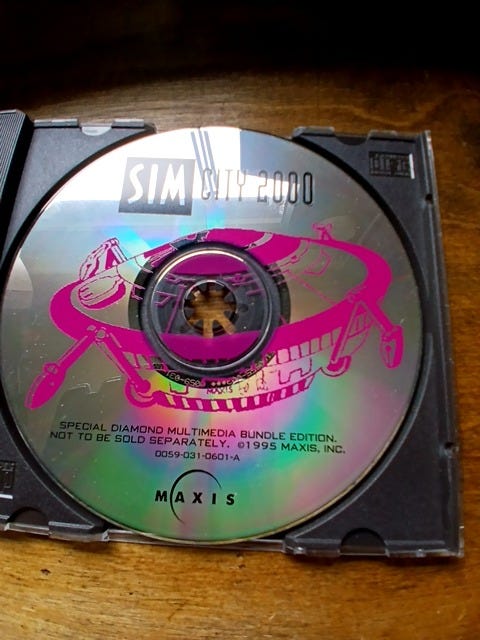 SIM CITY 2000
SPECIAL DIAMOND MULTIMEDIA BUNDLE EDITION.
NOT TO BE SOLD SEPARATELY. ©1995 MAXIS, INC.
0059-031-0601-A
MAXIS